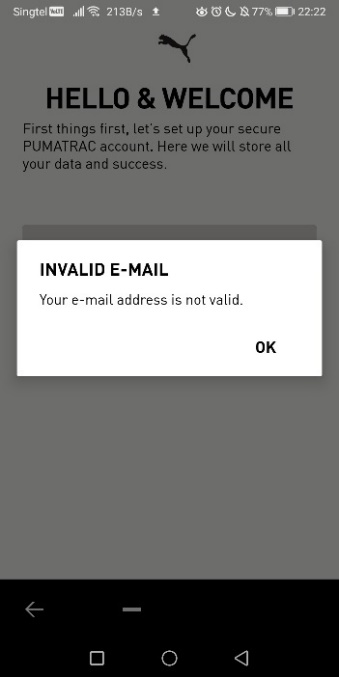 Singtel VoLTE 213B/s 77% 22:22
HELLO & WELCOME
First things first, let's set up your secure
PUMATRAC account. Here we will store all
your data and success.
INVALID E-MAIL
Your e-mail address is not valid.
OK